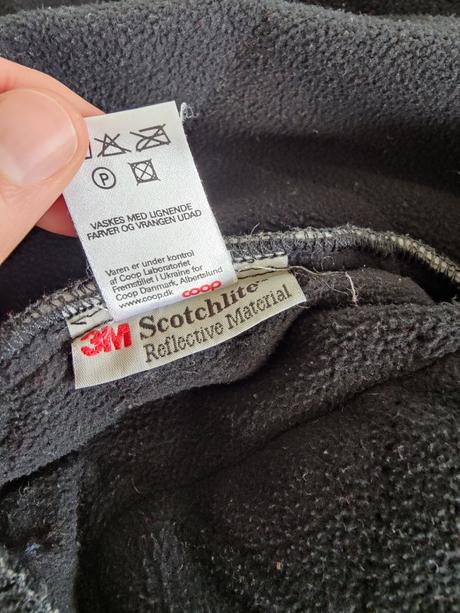 P
VASKES MED LIGNENDE
FARVER OG VRANGEN UDAD
Varen er under kontrol
af Coop Laboratoriet
Fremstillet i Ukraine for
Coop Danmark, Albertslund
www.coop.dk coop
3M Scotchlite™
Reflective Material